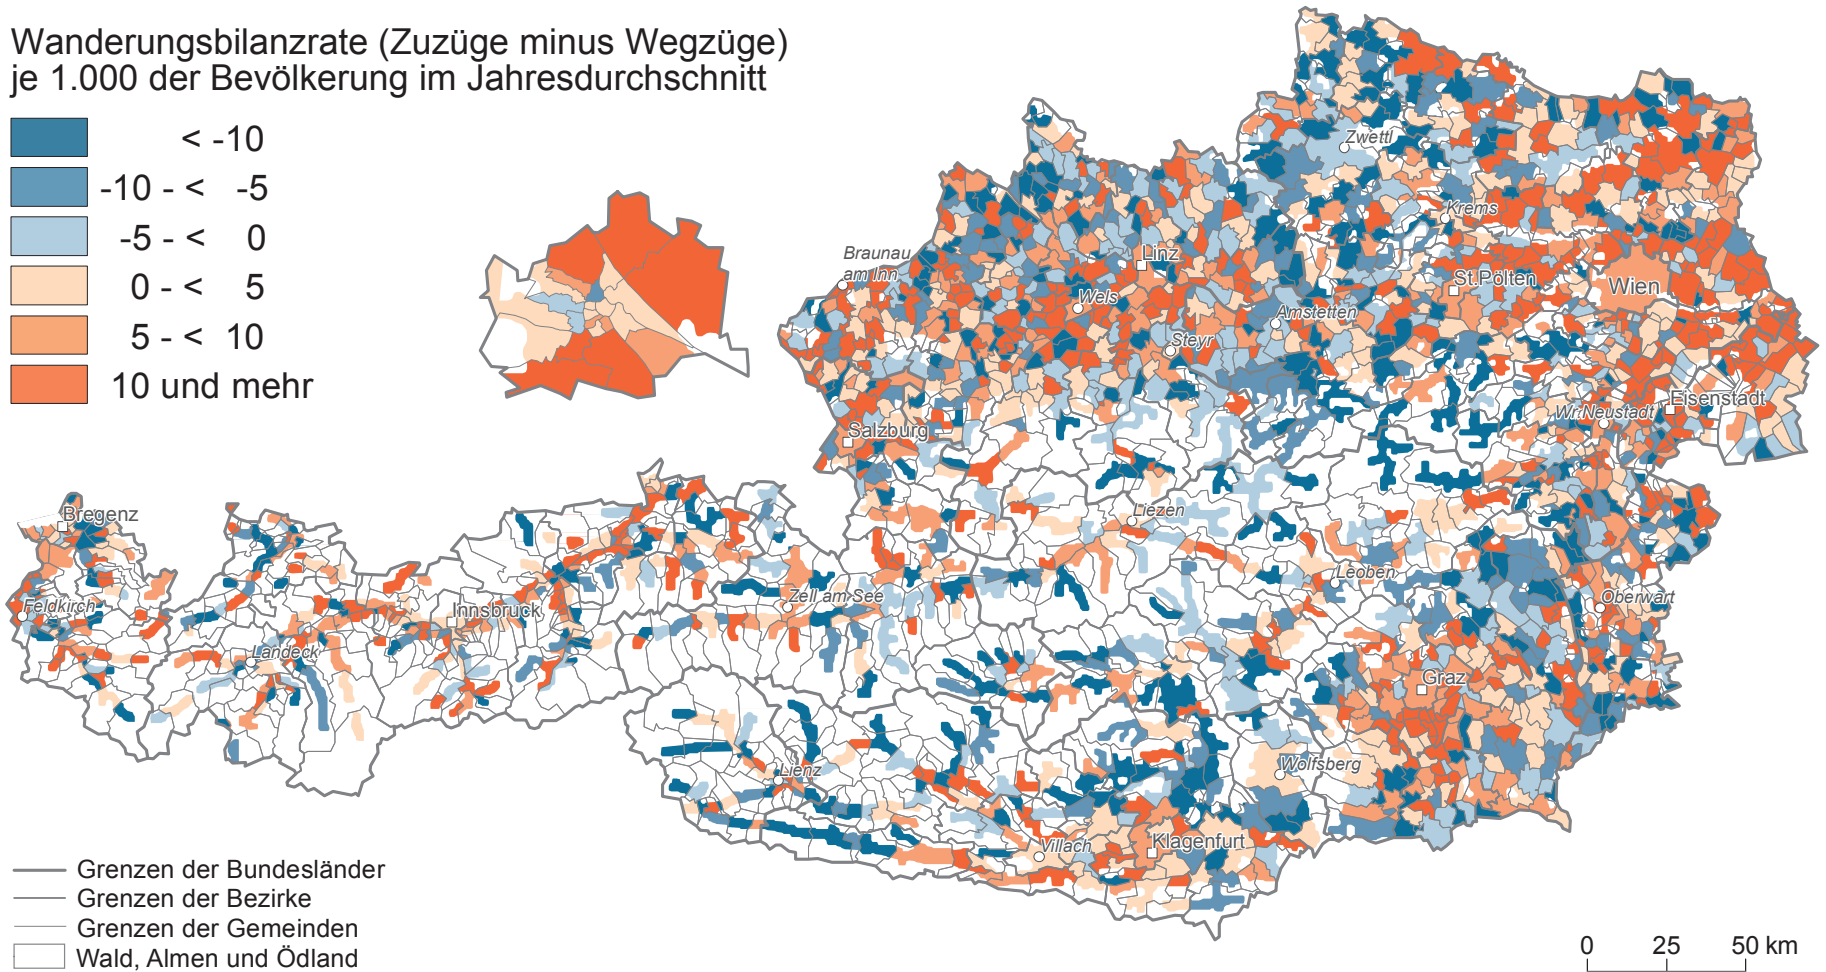 Wanderungsbilanzrate (Zuzüge minus Wegzüge)
je 1.000 der Bevölkerung im Jahresdurchschnitt
< -10
-10 - < -5
-5 - < 0
0 - < 5
5 - < 10
10 und mehr
Zwettl
Krems
Braunau
am Inn
Linz
St.Pölten
Wien
Wels
Amstetten
Steyr
Eisenstadt
Wr.Neustadt
Salzburg
Bregenz
Liezen
Leoben
Feldkirch
Innsbruck
Zell am See
Oberwart
Landeck
Graz
Lienz
Wolfsberg
Villach
Klagenfurt
Grenzen der Bundesländer
Grenzen der Bezirke
Grenzen der Gemeinden
Wald, Almen und Ödland
0 25 50 km